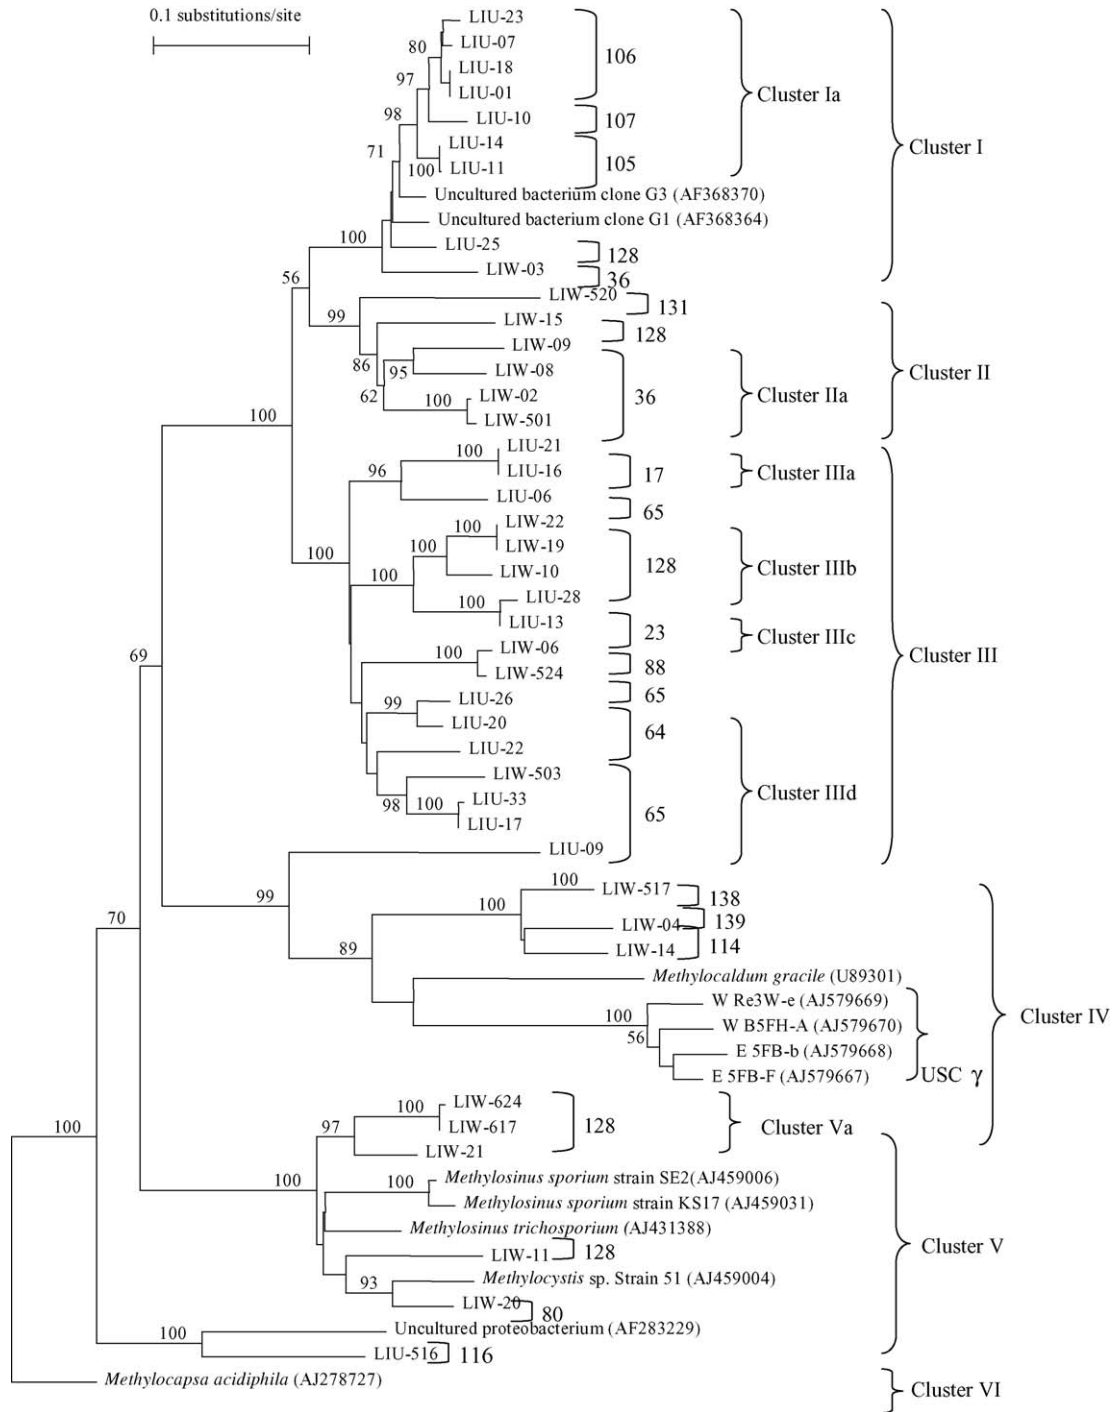 0.1 substitutions/site
LIU-23
80 LIU-07
106
LIU-18
97
LIU-01
Cluster Ia
98 LIU-10
107
LIU-14
Cluster I
71
100 LIU-11
105
Uncultured bacterium clone G3 (AF368370)
Uncultured bacterium clone G1 (AF368364)
100 LIU-25
128
LIW-03
36
56
LIW-520
131
99 LIW-15
128
LIW-09
86 95 LIW-08
Cluster II
62 100 LIW-02
36
Cluster IIa
LIW-501
100
LIU-21
100
96 LIU-16
17
Cluster IIIa
LIU-06
65
100 LIW-22
100 LIW-19
100
128
Cluster IIIb
100 LIW-10
LIU-28
100 LIU-13
23
Cluster IIIc
100 LIW-06
88
Cluster III
69
LIW-524
65
99 LIU-26
LIU-20
64
LIU-22
LIW-503
98 100 LIU-33
65
Cluster IIId
LIU-17
LIU-09
99
100 LIW-517
138
100
LIW-04
139
70
89 LIW-14
114
Methylocaldum gracile (U89301)
W Re3W-e (AJ579669)
100
Cluster IV
56 W B5FH-A (AJ579670)
E 5FB-b (AJ579668)
E 5FB-F (AJ579667)
USC γ
100 LIW-624
97 LIW-617
128
Cluster Va
100
LIW-21
100 100 Methylosinus sporium strain SE2(AJ459006)
Methylosinus sporium strain KS17 (AJ459031)
Methylosinus trichosporium (AJ431388)
Cluster V
LIW-11
128
93 Methylocystis sp. Strain 51 (AJ459004)
LIW-20
80
100 Uncultured proteobacterium (AF283229)
LIU-516
116
Methylocapsa acidiphila (AJ278727)
Cluster VI